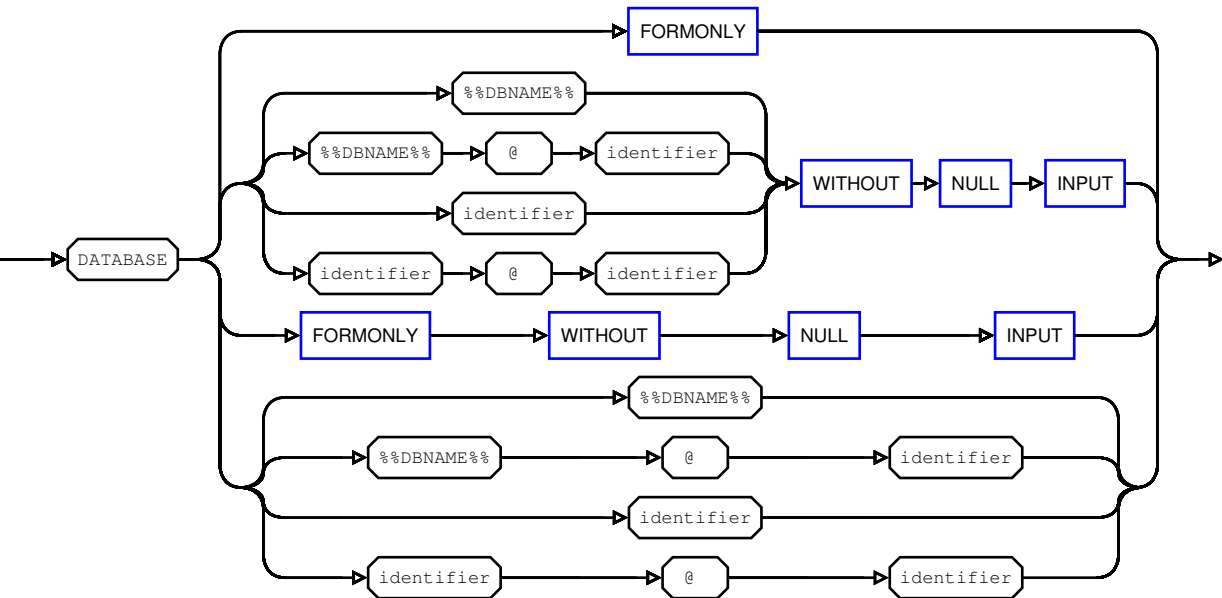 FORMONLY
%%DBNAME%%
%%DBNAME%% @ identifier
WITHOUT NULL INPUT
identifier
DATABASE
identifier @ identifier
FORMONLY WITHOUT NULL INPUT
%%DBNAME%%
%%DBNAME%% @ identifier
identifier
identifier @ identifier